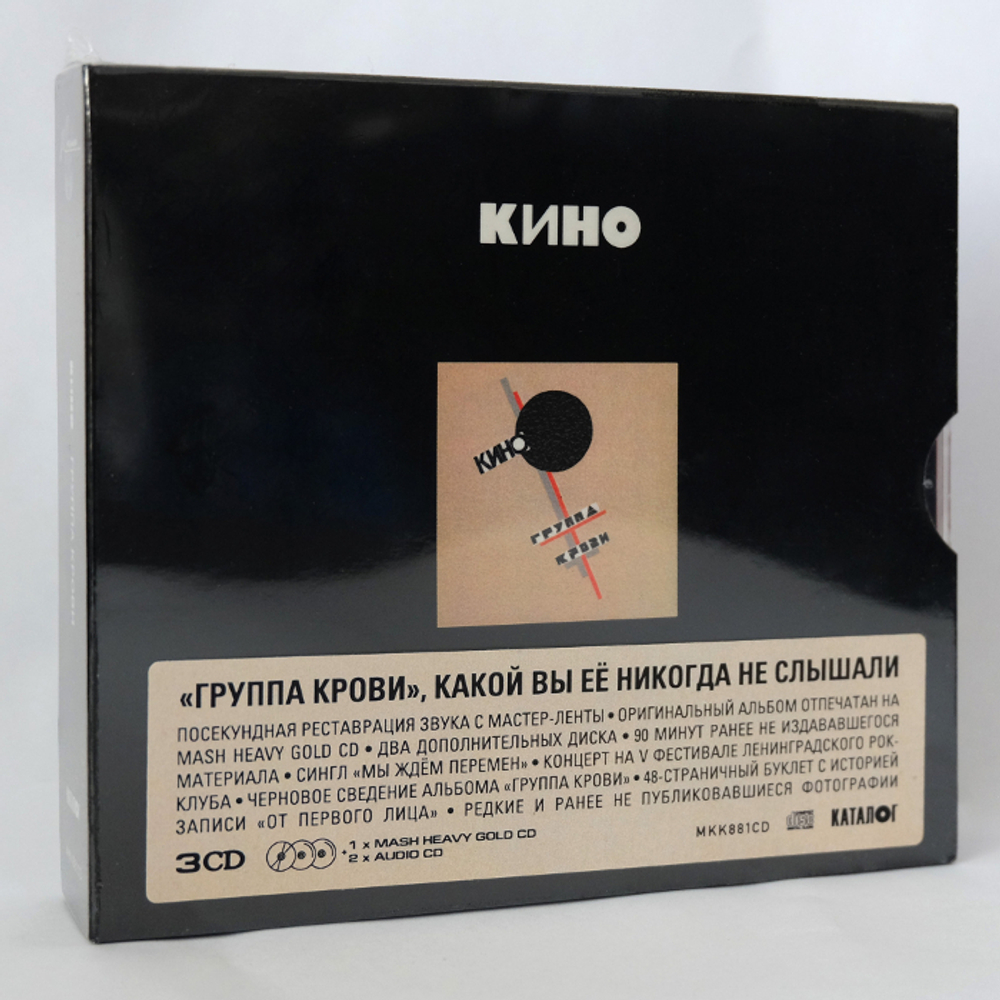 КИНО
КИНО
ГРУППА
КРОВИ
«ГРУППА КРОВИ», КАКОЙ ВЫ ЕЁ НИКОГДА НЕ СЛЫШАЛИ
ПОСЕКУНДНАЯ РЕСТАВРАЦИЯ ЗВУКА С МАСТЕР-ЛЕНТЫ • ОРИГИНАЛЬНЫЙ АЛЬБОМ ОТПЕЧАТАН НА
MASH HEAVY GOLD CD • ДВА ДОПОЛНИТЕЛЬНЫХ ДИСКА • 90 МИНУТ РАНЕЕ НЕ ИЗДАВАВШЕГОСЯ
МАТЕРИАЛА • СИНГЛ «МЫ ЖДЁМ ПЕРЕМЕН» • КОНЦЕРТ НА V ФЕСТИВАЛЕ ЛЕНИНГРАДСКОГО РОК-
КЛУБА • ЧЕРНОВОЕ СВЕДЕНИЕ АЛЬБОМА «ГРУППА КРОВИ» • 48-СТРАНИЧНЫЙ БУКЛЕТ С ИСТОРИЕЙ
ЗАПИСИ «ОТ ПЕРВОГО ЛИЦА» • РЕДКИЕ И РАНЕЕ НЕ ПУБЛИКОВАВШИЕСЯ ФОТОГРАФИИ
3CD
1 x MASH HEAVY GOLD CD
+2 x AUDIO CD
MKK881CD
disc
КАТАЛОГ